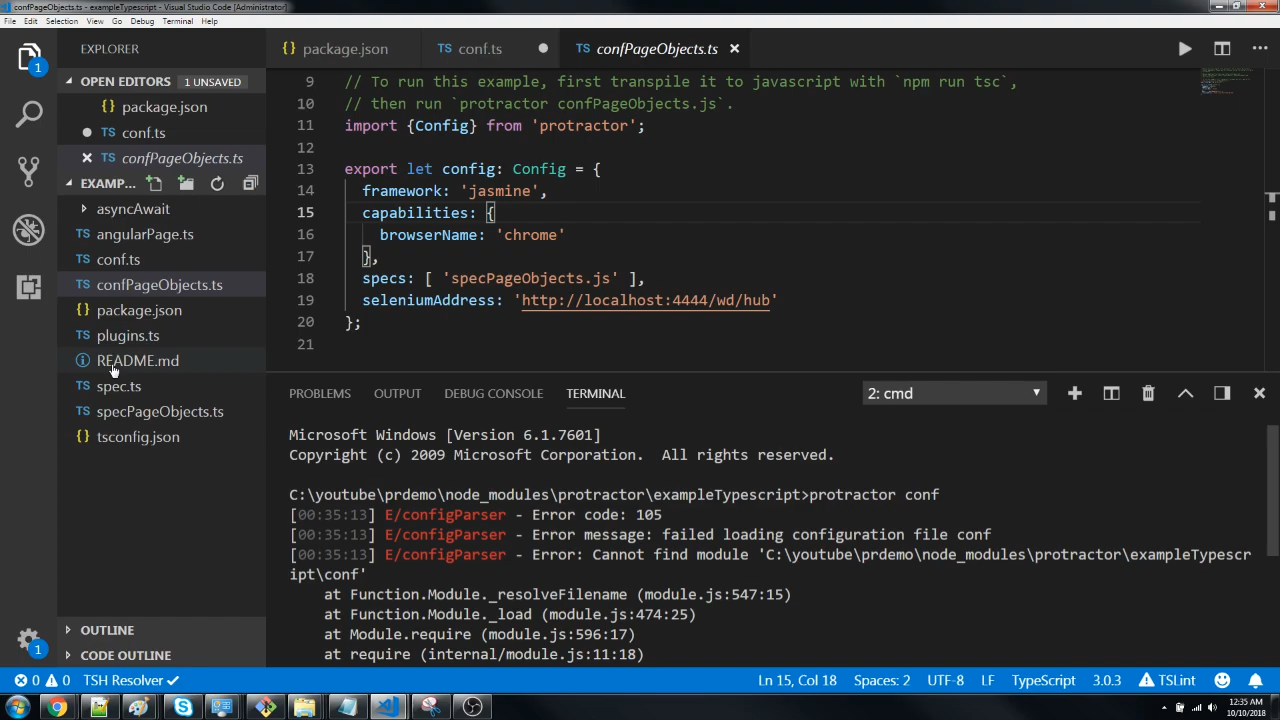 confPageObjects.ts - exampleTypescript - Visual Studio Code [Administrator]
File Edit Selection View Go Debug Terminal Help
1
EXPLORER
OPEN EDITORS 1 UNSAVED
{} package.json
TS conf.ts
TS confPageObjects.ts
EXAMP...
asyncAwait
TS angularPage.ts
TS conf.ts
TS confPageObjects.ts
{} package.json
TS plugins.ts
README.md
TS spec.ts
TS specPageObjects.ts
{} tsconfig.json
OUTLINE
CODE OUTLINE
1
{} package.json TS conf.ts TS confPageObjects.ts
9 // To run this example, first transpile it to javascript with `npm run tsc`,
10 // then run `protractor confPageObjects.js`.
11 import {Config} from 'protractor';
12
13 export let config: Config = {
14 framework: 'jasmine',
15 capabilities: {
16 browserName: 'chrome'
17 },
18 specs: [ 'specPageObjects.js' ],
19 seleniumAddress: 'http://localhost:4444/wd/hub'
20 };
21
PROBLEMS OUTPUT DEBUG CONSOLE TERMINAL 2: cmd
Microsoft Windows [Version 6.1.7601]
Copyright (c) 2009 Microsoft Corporation. All rights reserved.
C:\youtube\prdemo\node_modules\protractor\exampleTypescript>protractor conf
[00:35:13] E/configParser - Error code: 105
[00:35:13] E/configParser - Error message: failed loading configuration file conf
[00:35:13] E/configParser - Error: Cannot find module 'C:\youtube\prdemo\node_modules\protractor\exampleTypescr
ipt\conf'
at Function.Module._resolveFilename (module.js:547:15)
at Function.Module._load (module.js:474:25)
at Module.require (module.js:596:17)
at require (internal/module.js:11:18)
0 0 TSH Resolver Ln 15, Col 18 Spaces: 2 UTF-8 LF TypeScript 3.0.3 TSLint
12:35 AM
10/10/2018